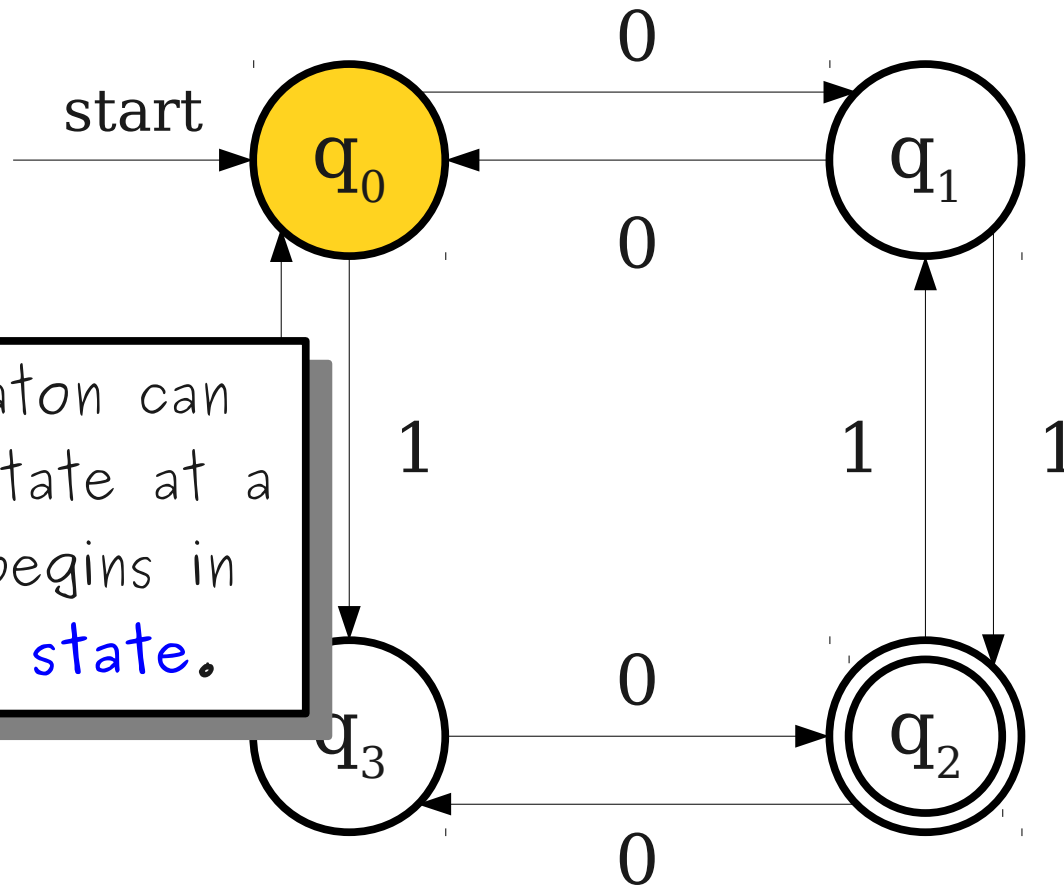 0
start
q0
q1
0
aton can
1
1
1
tate at a
begins in
state.
0
q3
q2
0